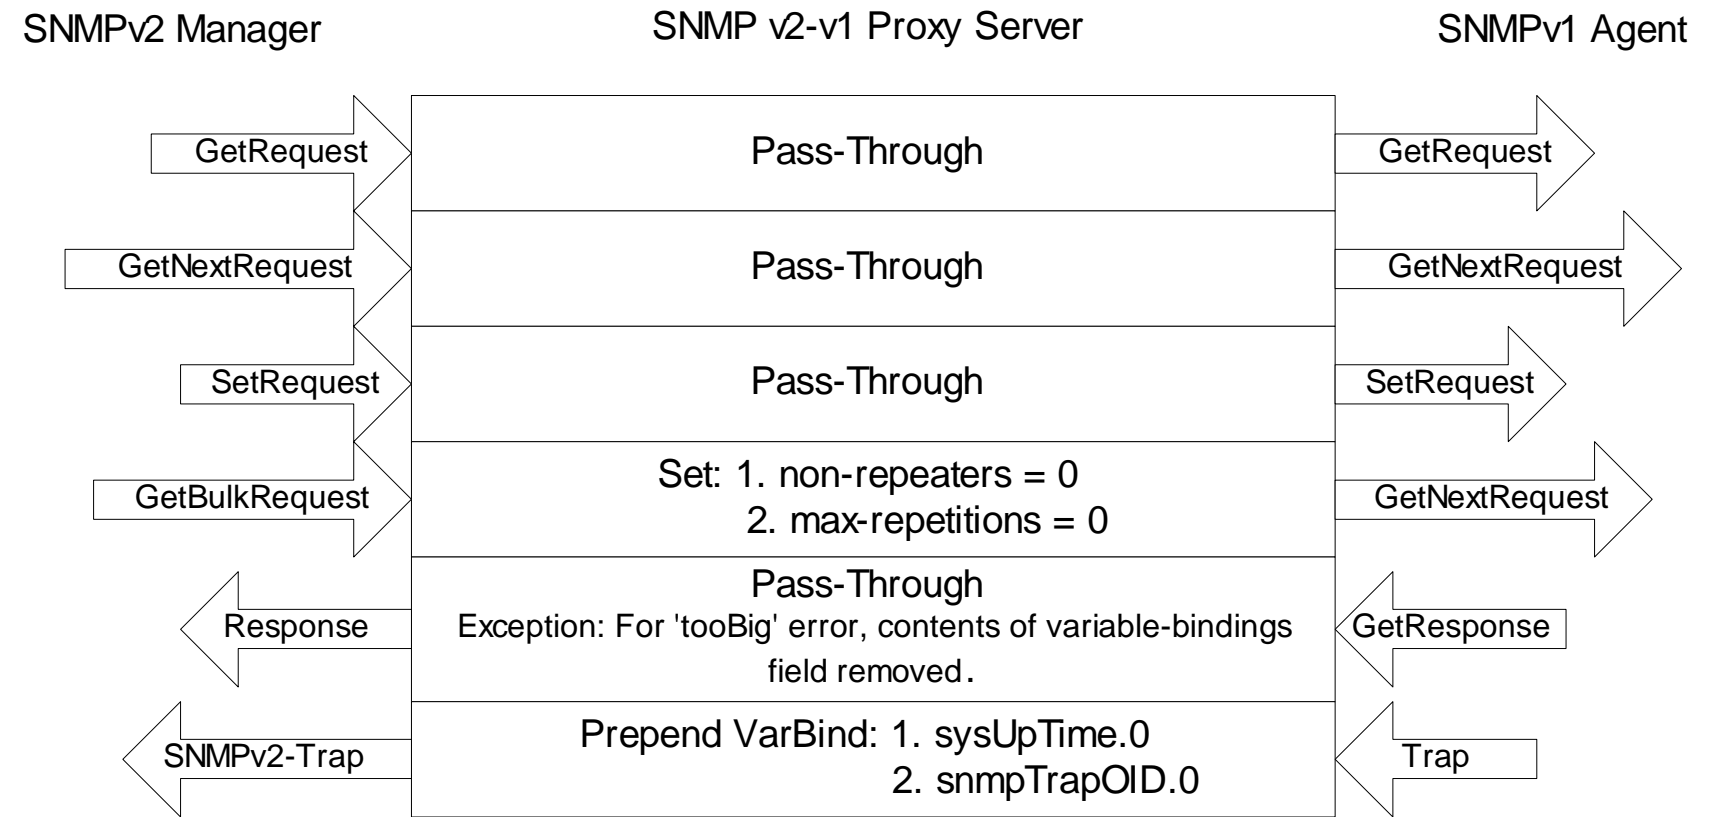 SNMPv2 Manager
SNMP v2-v1 Proxy Server
SNMPv1 Agent
GetRequest
Pass-Through
GetRequest
GetNextRequest
Pass-Through
GetNextRequest
SetRequest
Pass-Through
SetRequest
GetBulkRequest
Set: 1. non-repeaters = 0
2. max-repetitions = 0
GetNextRequest
Response
Pass-Through
Exception: For 'tooBig' error, contents of variable-bindings
field removed.
GetResponse
SNMPv2-Trap
Prepend VarBind: 1. sysUpTime.0
2. snmpTrapOID.0
Trap